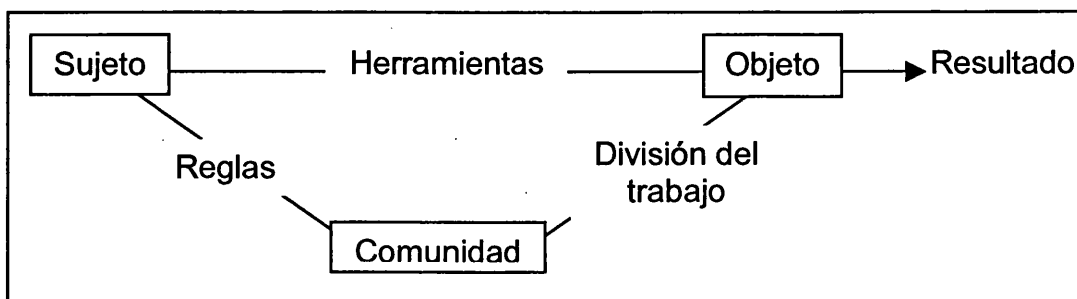 Sujeto Herramientas Objeto Resultado
Reglas
División del
trabajo
Comunidad